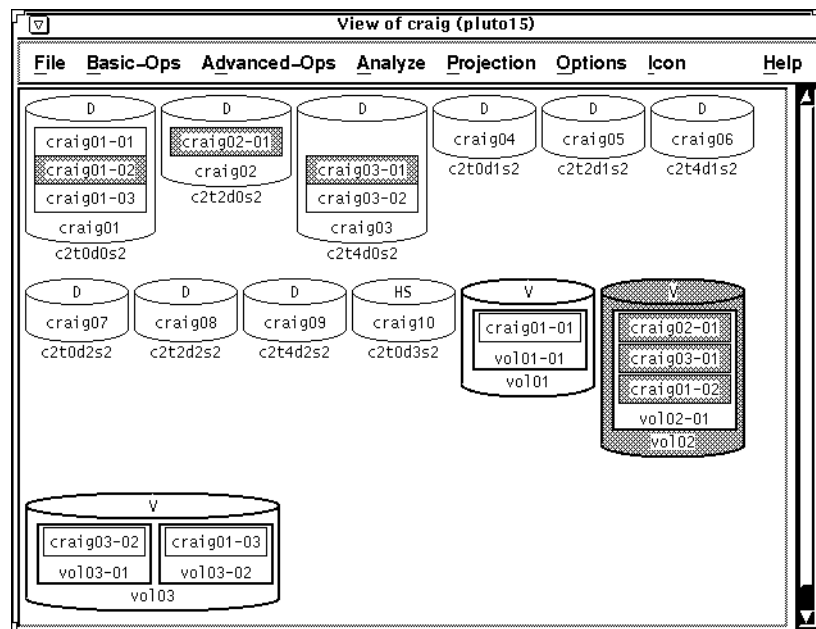 View of craig (pluto15)
File Basic-Ops Advanced-Ops Analyze Projection Options Icon Help
D D D D D D
craig01-01 craig02-01 craig04 craig05 craig06
craig01-02 craig02 craig03-01 c2t0d1s2 c2t2d1s2 c2t4d1s2
craig01-03 c2t2d0s2 craig03-02
craig01 craig03
c2t0d0s2 c2t4d0s2
D D D HS V V
craig07 craig08 craig09 craig10 craig01-01 craig02-01
c2t0d2s2 c2t2d2s2 c2t4d2s2 c2t0d3s2 vol01-01 craig03-01
vol01 craig01-02
vol02-01
vol02
V
craig03-02 craig01-03
vol03-01 vol03-02
vol03